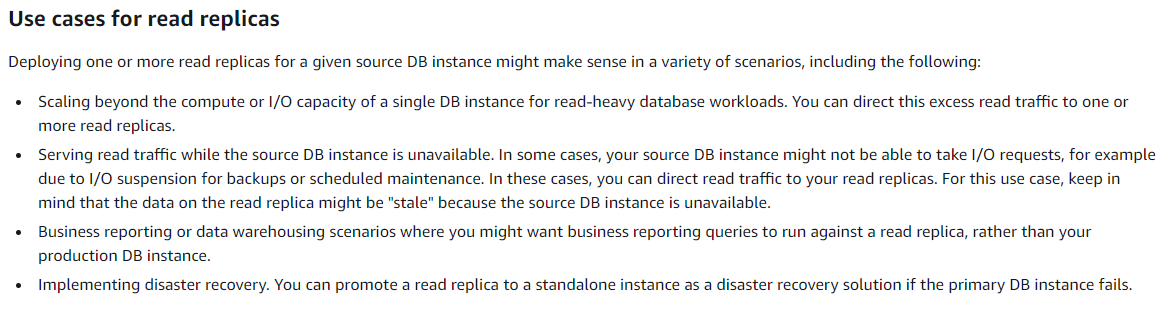 Use cases for read replicas
Deploying one or more read replicas for a given source DB instance might make sense in a variety of scenarios, including the following:
• Scaling beyond the compute or I/O capacity of a single DB instance for read-heavy database workloads. You can direct this excess read traffic to one or
more read replicas.
• Serving read traffic while the source DB instance is unavailable. In some cases, your source DB instance might not be able to take I/O requests, for example
due to I/O suspension for backups or scheduled maintenance. In these cases, you can direct read traffic to your read replicas. For this use case, keep in
mind that the data on the read replica might be "stale" because the source DB instance is unavailable.
• Business reporting or data warehousing scenarios where you might want business reporting queries to run against a read replica, rather than your
production DB instance.
• Implementing disaster recovery. You can promote a read replica to a standalone instance as a disaster recovery solution if the primary DB instance fails.